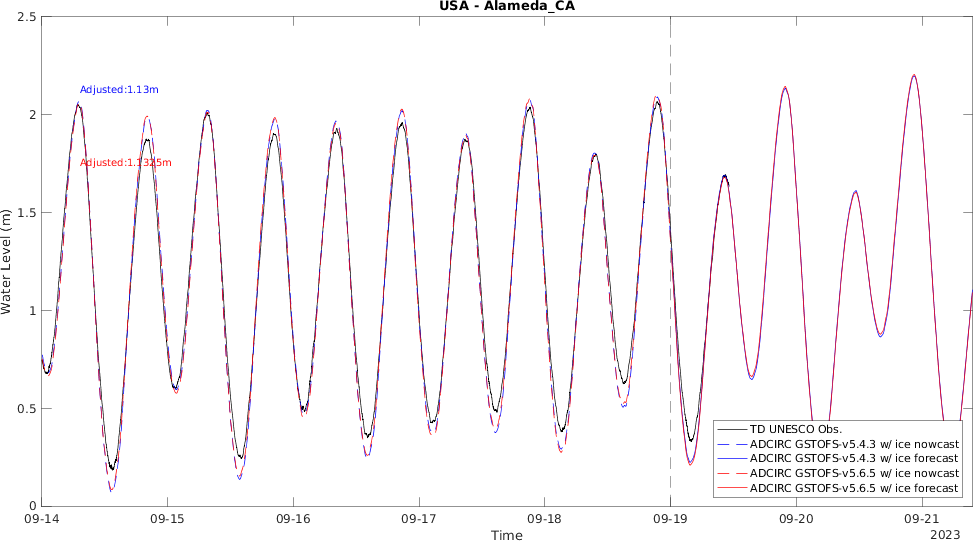 USA - Alameda_CA
2.5
Adjusted:1.13m
2
Adjusted:1.1325m
1.5
Water Level (m)
1
0.5
TD UNESCO Obs.
ADCIRC GSTOFS-v5.4.3 w/ ice nowcast
ADCIRC GSTOFS-v5.4.3 w/ ice forecast
ADCIRC GSTOFS-v5.6.5 w/ ice nowcast
ADCIRC GSTOFS-v5.6.5 w/ ice forecast
0
09-14 09-15 09-16 09-17 09-18 09-19 09-20 09-21
Time
2023